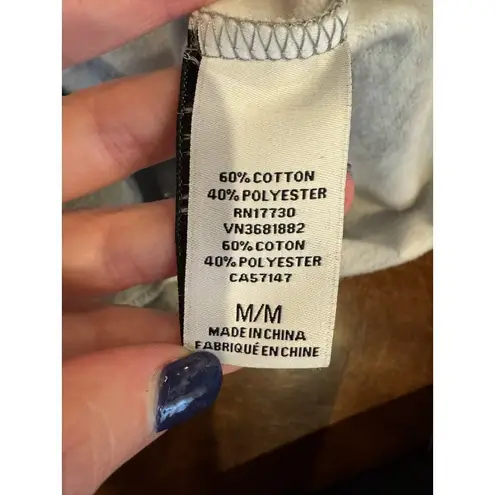 60% COTTON
40% POLYESTER
RN17730
VN3681882
60% COTON
40% POLYESTER
CA57147
M/M
MADE IN CHINA
FABRIQUÉ EN CHINE